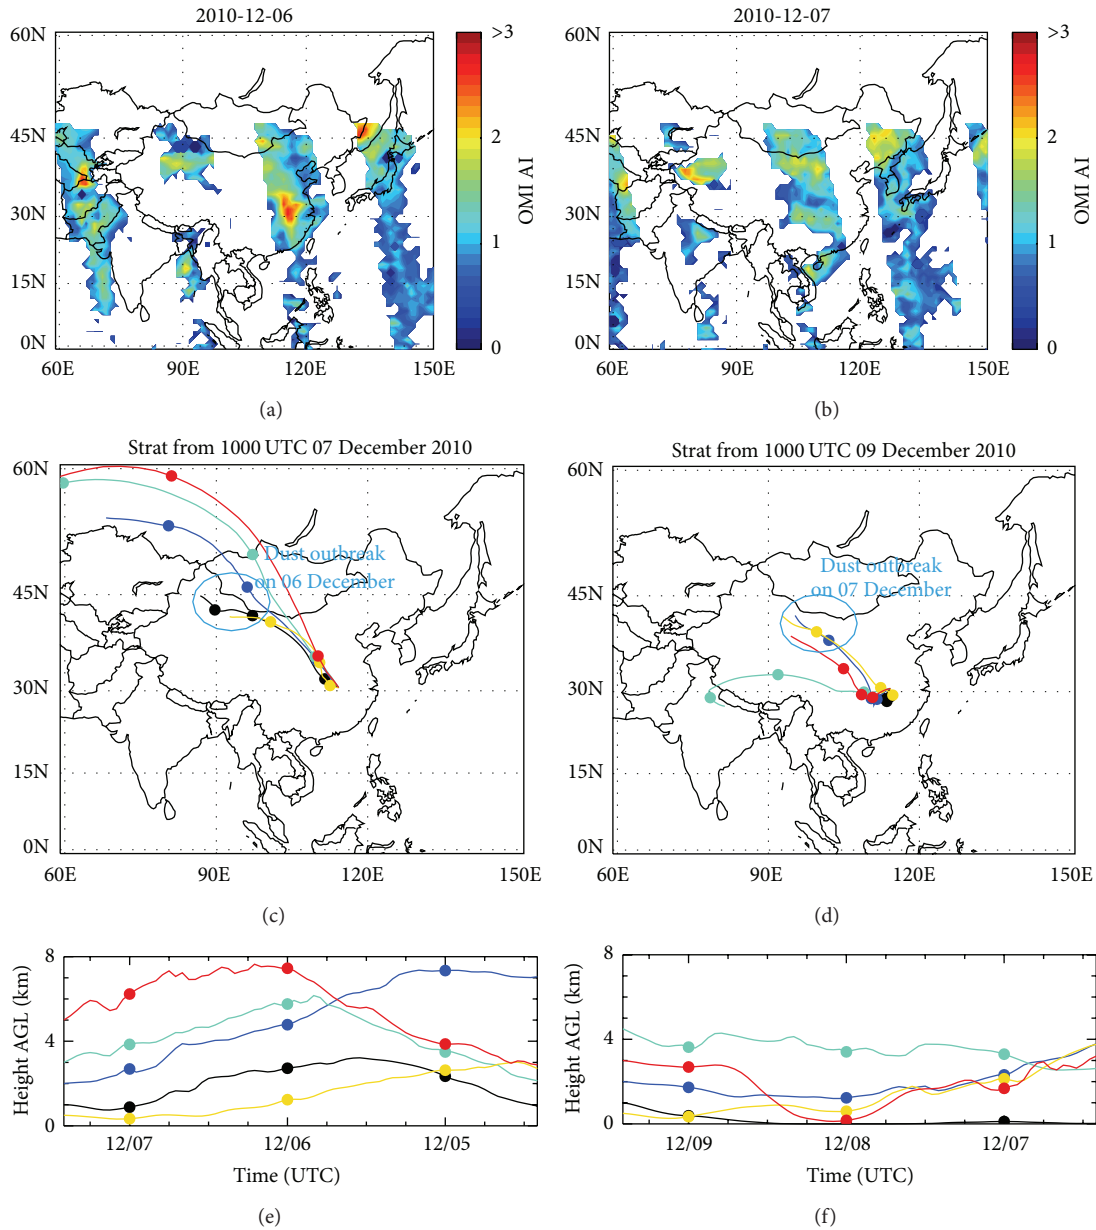 2010-12-06
60N
45N
30N
15N
0N
60E
90E
120E
150E
>3
2
1
0
OMI AI
(a)
2010-12-07
60N
45N
30N
15N
0N
60E
90E
120E
150E
>3
2
1
0
OMI AI
(b)
Strat from 1000 UTC 07 December 2010
60N
45N
30N
15N
0N
60E
90E
120E
150E
Dust outbreak
on 06 December
(c)
Strat from 1000 UTC 09 December 2010
60N
45N
30N
15N
0N
60E
90E
120E
150E
Dust outbreak
on 07 December
(d)
Height AGL (km)
8
4
0
12/07
12/06
12/05
Time (UTC)
(e)
Height AGL (km)
8
4
0
12/09
12/08
12/07
Time (UTC)
(f)